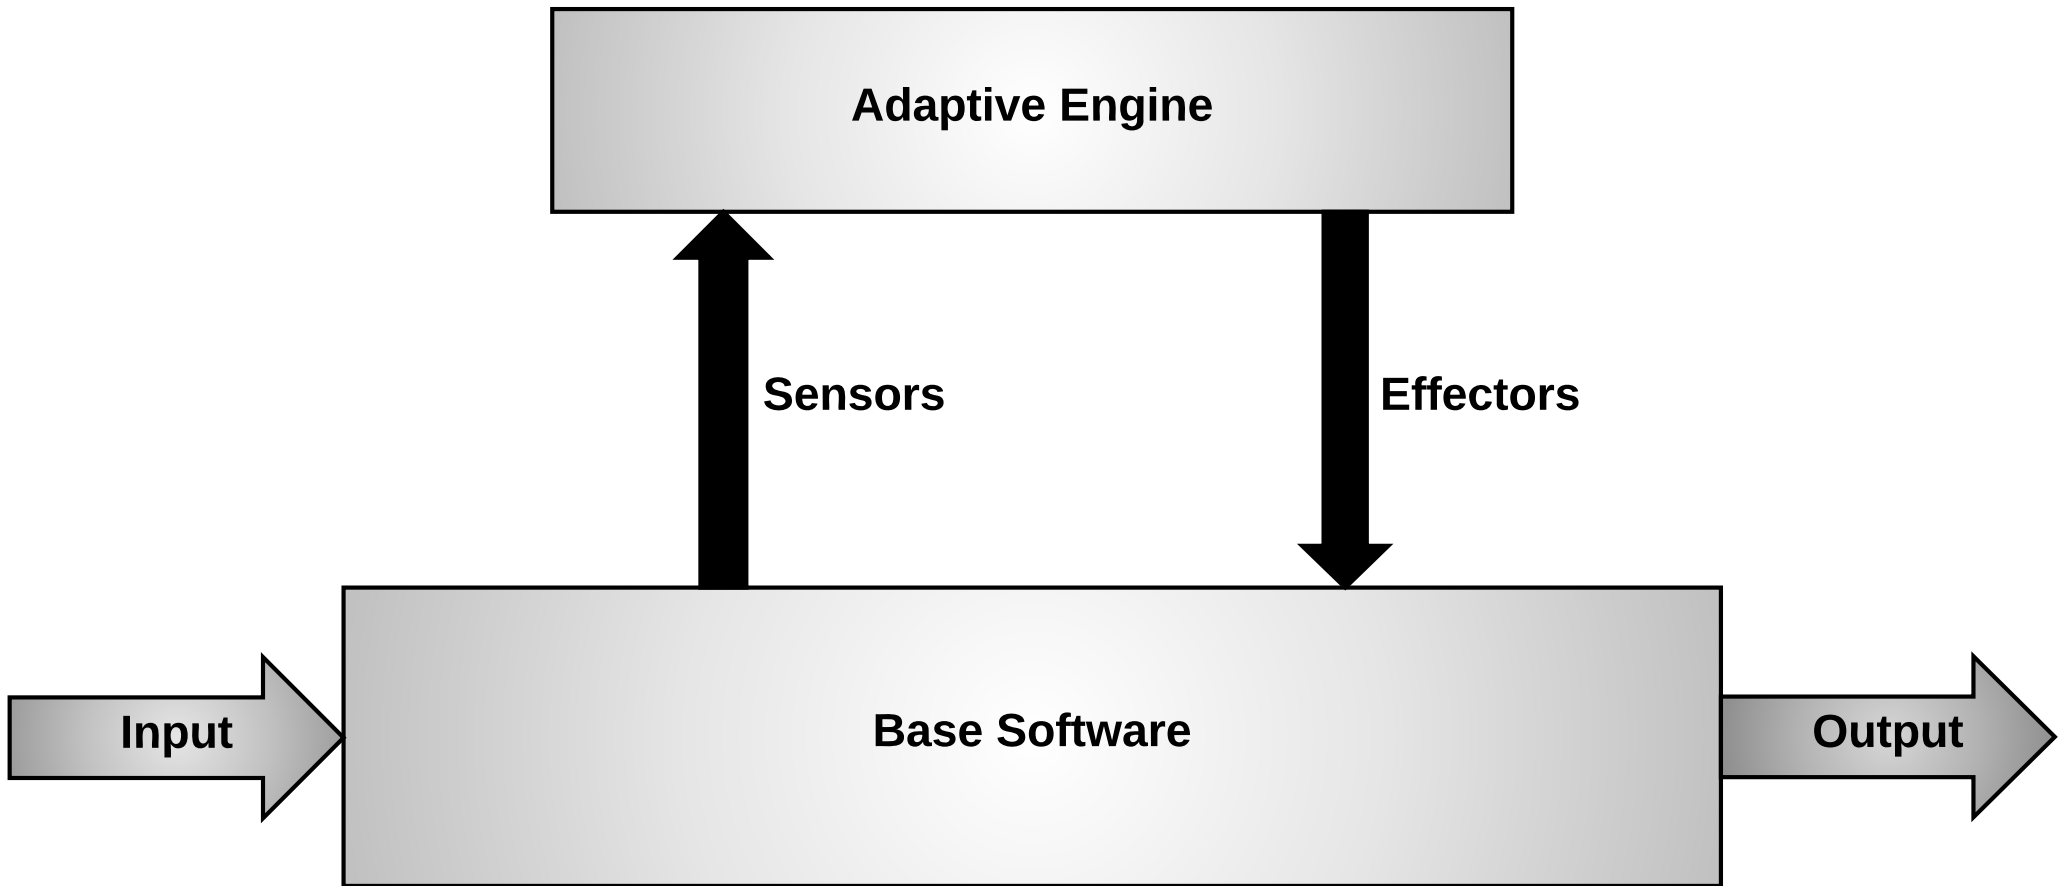 Adaptive Engine
Sensors
Effectors
Input
Base Software
Output